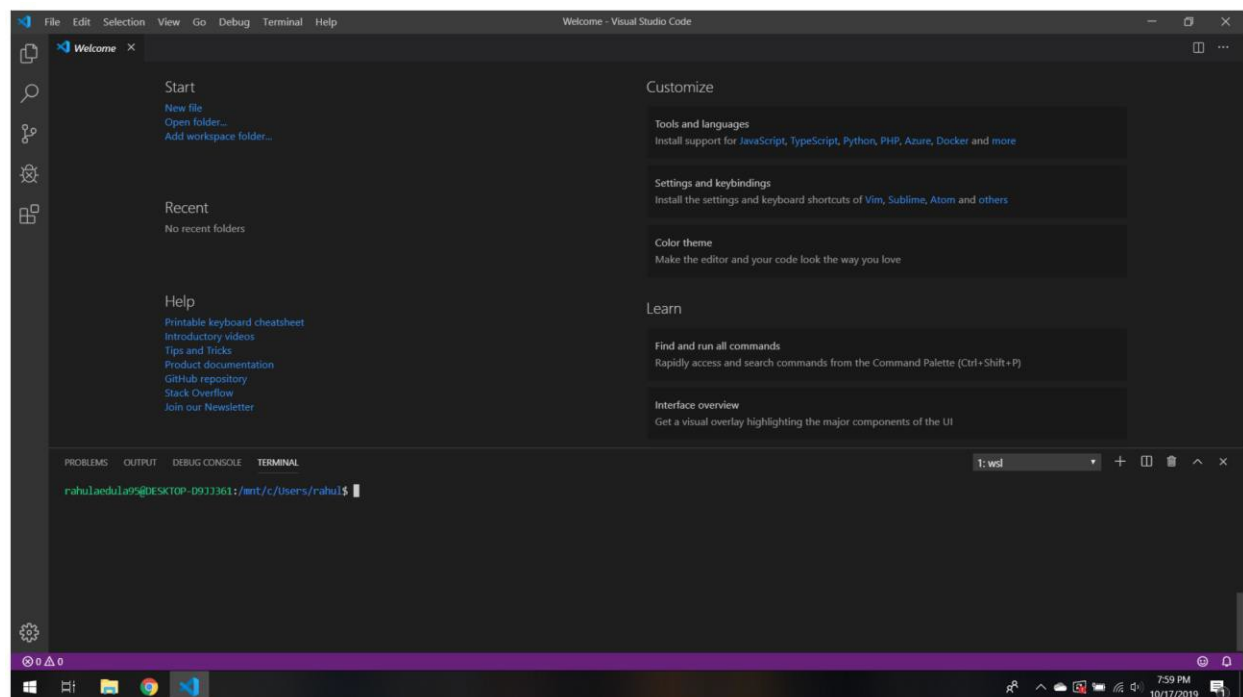 File Edit Selection View Go Debug Terminal Help
Welcome - Visual Studio Code
Welcome
Start
New file
Open folder...
Add workspace folder...
Recent
No recent folders
Help
Printable keyboard cheatsheet
Introductory videos
Tips and Tricks
Product documentation
GitHub repository
Stack Overflow
Join our Newsletter
Customize
Tools and languages
Install support for JavaScript, TypeScript, Python, PHP, Azure, Docker and more
Settings and keybindings
Install the settings and keyboard shortcuts of Vim, Sublime, Atom and others
Color theme
Make the editor and your code look the way you love
Learn
Find and run all commands
Rapidly access and search commands from the Command Palette (Ctrl+Shift+P)
Interface overview
Get a visual overlay highlighting the major components of the UI
PROBLEMS OUTPUT DEBUG CONSOLE TERMINAL
1: wsl
rahulaedula95@DESKTOP-D9JJ361:/mnt/c/Users/rahul$
0 0
7:59 PM
10/17/2019
1